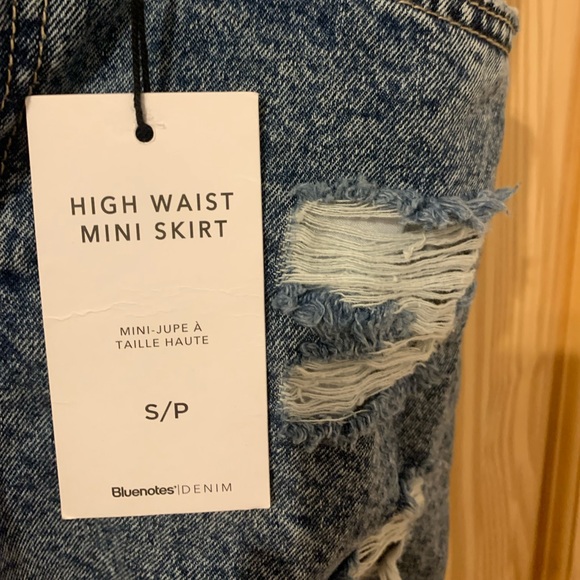 HIGH WAIST
MINI SKIRT
MINI-JUPE À
TAILLE HAUTE
S/P
Bluenotes' | DENIM